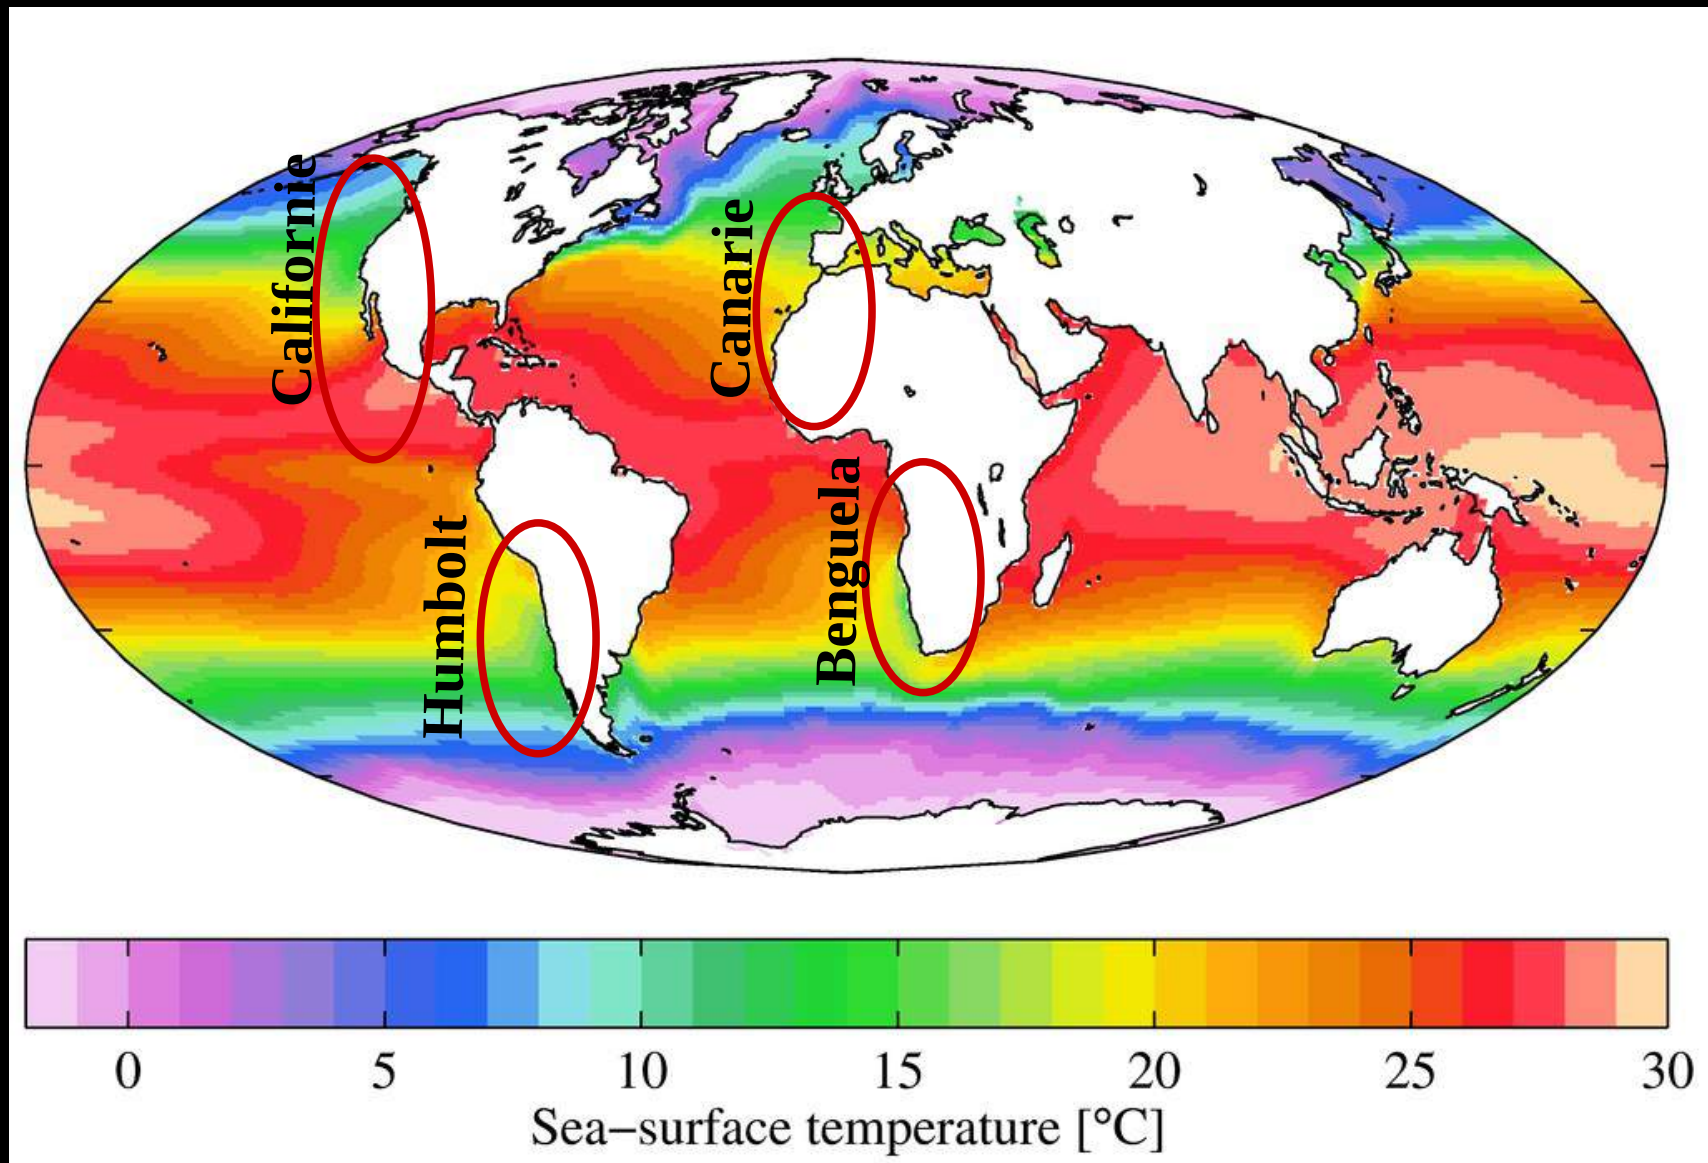 Californie
Canarie
Humbolt
Benguela
0 5 10 15 20 25 30
Sea−surface temperature [°C]